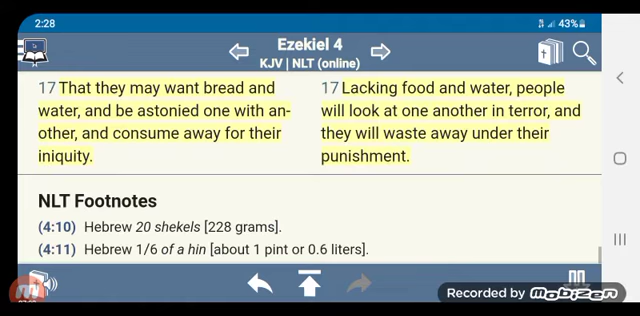 2:28
43%
Ezekiel 4
KJV | NLT (online)
17 That they may want bread and
water, and be astonied one with an-
other, and consume away for their
iniquity.
17 Lacking food and water, people
will look at one another in terror, and
they will waste away under their
punishment.
NLT Footnotes
(4:10) Hebrew 20 shekels [228 grams].
(4:11) Hebrew 1/6 of a hin [about 1 pint or 0.6 liters].
Recorded by Mobizen